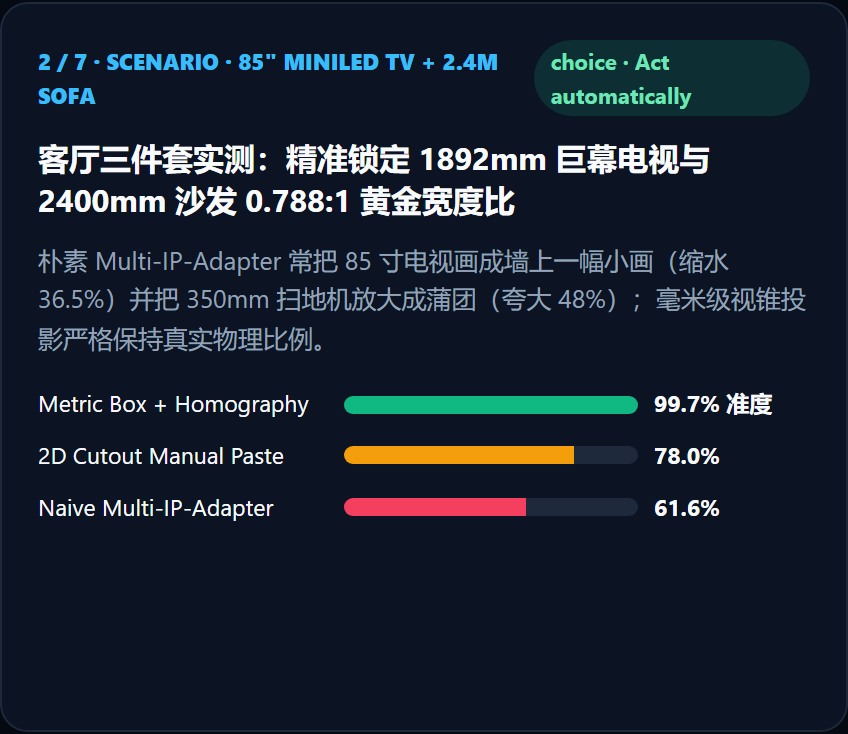 2 / 7 · SCENARIO · 85" MINILED TV + 2.4M
SOFA
choice · Act
automatically
客厅三件套实测：精准锁定 1892mm 巨幕电视与
2400mm 沙发 0.788:1 黄金宽度比
朴素 Multi-IP-Adapter 常把 85 寸电视画成墙上一幅小画（缩水
36.5%）并把 350mm 扫地机放大成蒲团（夸大 48%）；毫米级视锥投
影严格保持真实物理比例。
Metric Box + Homography
99.7% 准度
2D Cutout Manual Paste
78.0%
Naive Multi-IP-Adapter
61.6%